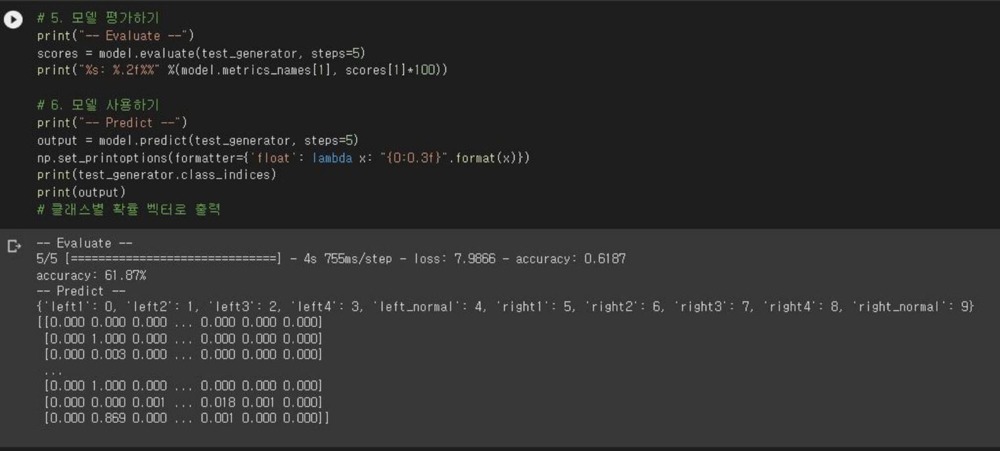 # 5. 모델 평가하기
print("-- Evaluate --")
scores = model.evaluate(test_generator, steps=5)
print("%s: %.2f%%" %(model.metrics_names[1], scores[1]*100))
# 6. 모델 사용하기
print("-- Predict --")
output = model.predict(test_generator, steps=5)
np.set_printoptions(formatter={'float': lambda x: "{0:0.3f}".format(x)})
print(test_generator.class_indices)
print(output)
# 클래스별 확률 벡터로 출력
-- Evaluate --
5/5 [==============================] - 4s 755ms/step - loss: 7.9866 - accuracy: 0.6187
accuracy: 61.87%
-- Predict --
{'left1': 0, 'left2': 1, 'left3': 2, 'left4': 3, 'left_normal': 4, 'right1': 5, 'right2': 6, 'right3': 7, 'right4': 8, 'right_normal': 9}
[[0.000 0.000 0.000 ... 0.000 0.000 0.000]
[0.000 1.000 0.000 ... 0.000 0.000 0.000]
[0.000 0.003 0.000 ... 0.000 0.000 0.000]
...
[0.000 1.000 0.000 ... 0.000 0.000 0.000]
[0.000 0.000 0.001 ... 0.018 0.001 0.000]
[0.000 0.869 0.000 ... 0.001 0.000 0.000]]